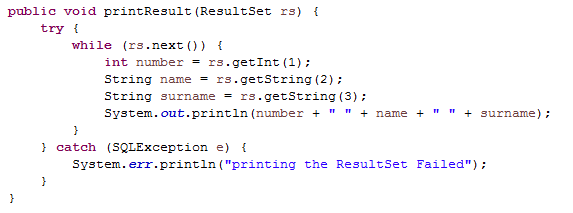 public void printResult(ResultSet rs) {
    try {
        while (rs.next()) {
            int number = rs.getInt(1);
            String name = rs.getString(2);
            String surname = rs.getString(3);
            System.out.println(number + " " + name + " " + surname);
        }
    } catch (SQLException e) {
        System.err.println("printing the ResultSet Failed");
    }
}